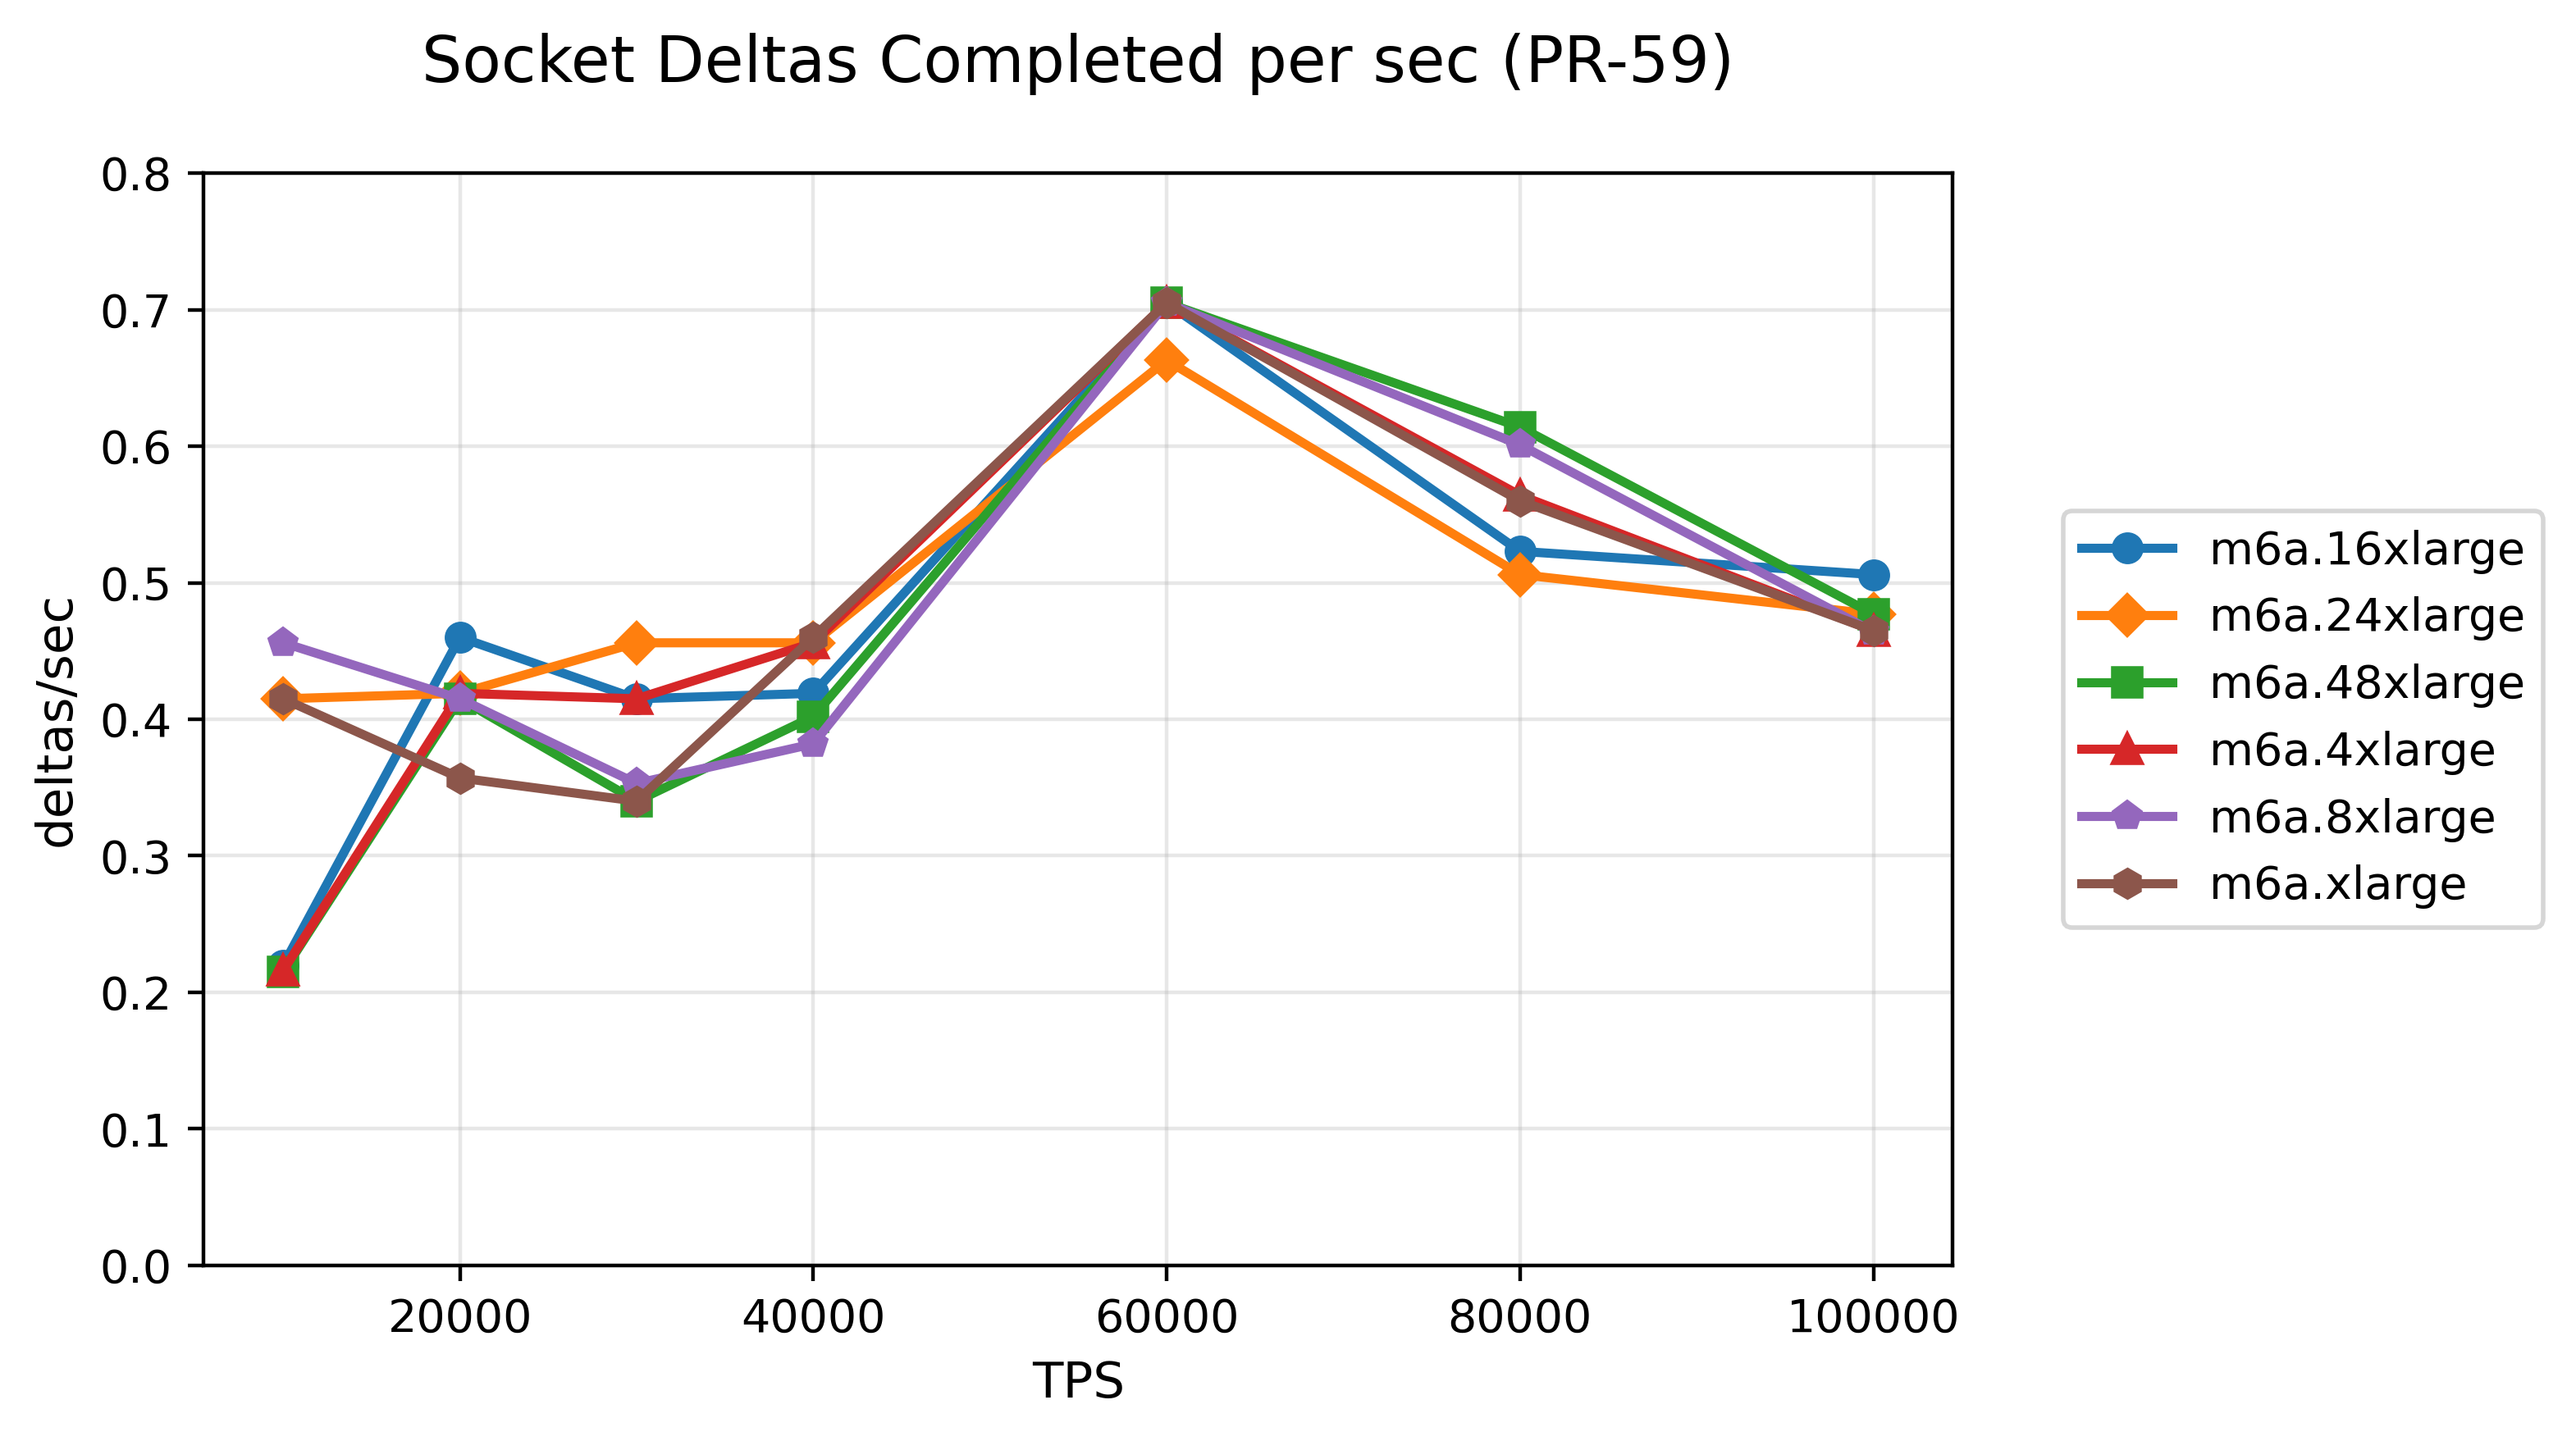 Socket Deltas Completed per sec (PR-59)
0.8
0.7
0.6
0.5
0.4
0.3
0.2
0.1
0.0
deltas/sec
20000 40000 60000 80000 100000
TPS
m6a.16xlarge
m6a.24xlarge
m6a.48xlarge
m6a.4xlarge
m6a.8xlarge
m6a.xlarge